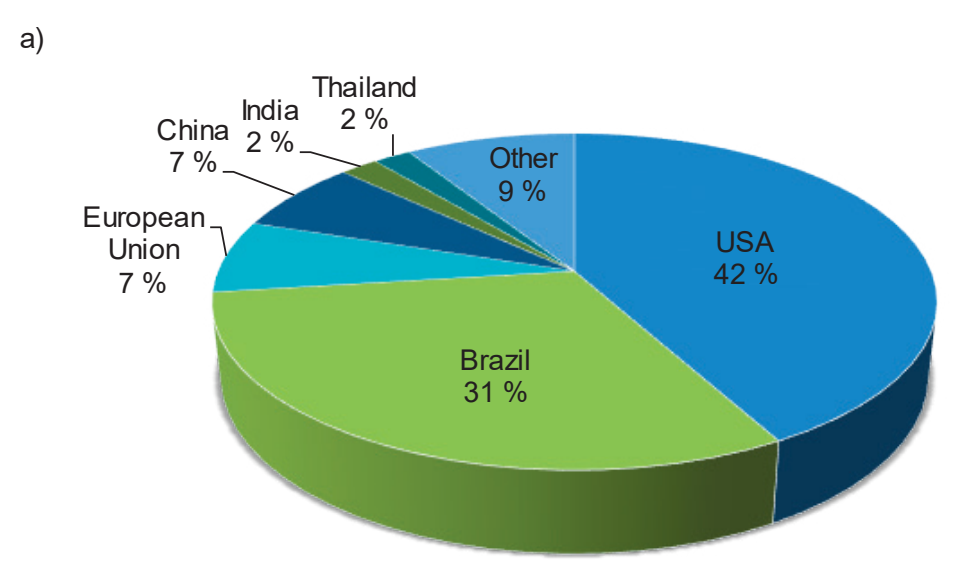 a)
Thailand
2 %
India
2 %
China
7 %
Other
9 %
European
Union
7 %
USA
42 %
Brazil
31 %